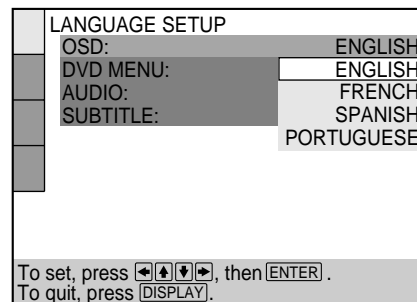 LANGUAGE SETUP
OSD: ENGLISH
DVD MENU: ENGLISH
AUDIO: FRENCH
SUBTITLE: SPANISH
PORTUGUESE
To set, press ←↑↓→, then ENTER.
To quit, press DISPLAY.